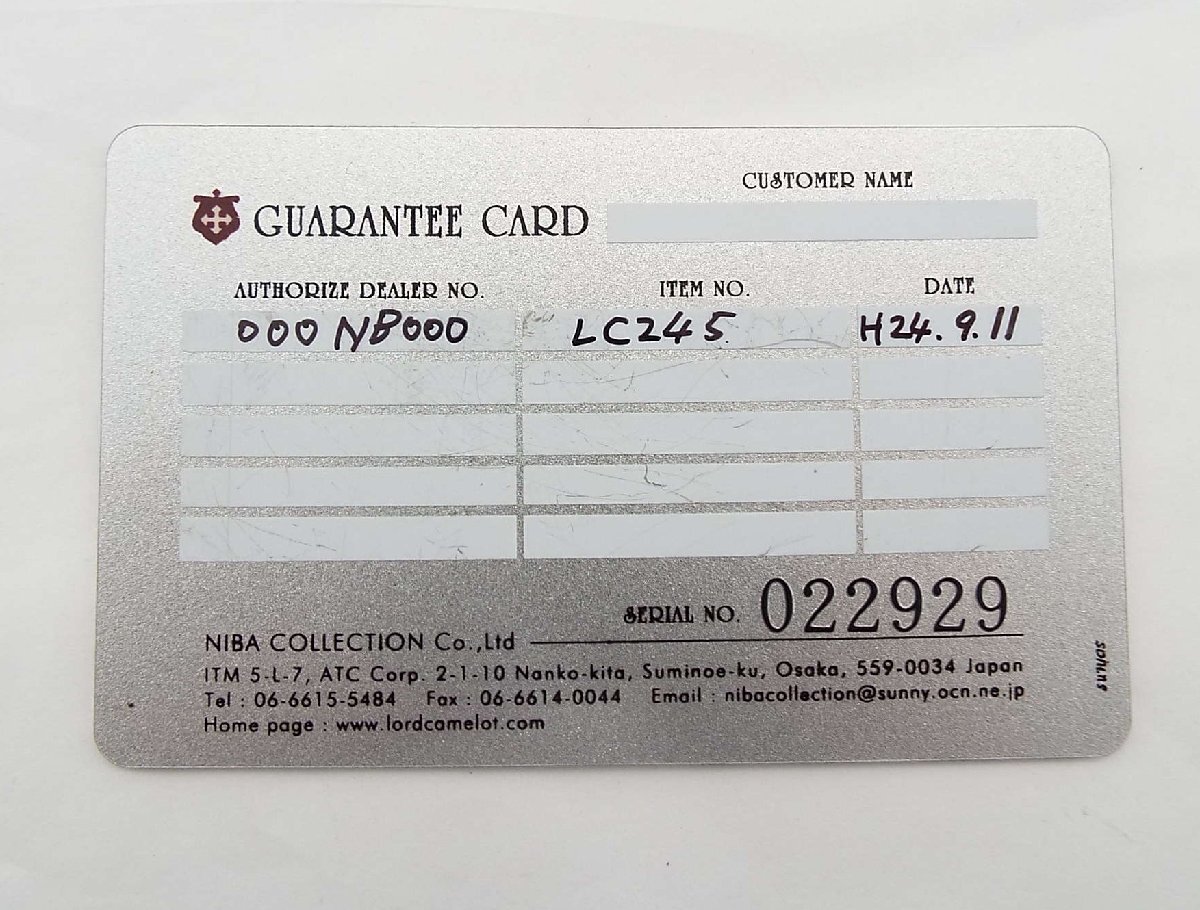 CUSTOMER NAME
GUARANTEE CARD
AUTHORIZE DEALER NO. ITEM NO. DATE
000NB000 LC245 H24.9.11
SERIAL NO. 022929
NIBA COLLECTION Co.,Ltd
ITM 5-L-7, ATC Corp. 2-1-10 Nanko-kita, Suminoe-ku, Osaka, 559-0034 Japan
Tel : 06-6615-5484 Fax : 06-6614-0044 Email : nibacollection@sunny.ocn.ne.jp
Home page : www.lordcamelot.com